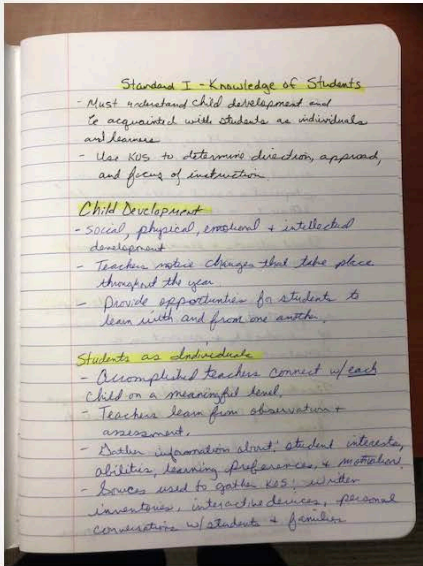 Standard I - Knowledge of Students
- Must understand child development and
be acquainted with students as individuals
and learners
- Use KOS to determine direction, approach,
and focus of instruction
Child Development
- Social, physical, emotional + intellectual
development
- Teachers notice changes that take place
throughout the year
- Provide opportunities for students to
learn with and from one another.
Students as Individuals
- Accomplished teachers connect w/ each
child on a meaningful level.
- Teachers learn from observation +
assessment.
- Gather information about: student interests,
abilities, learning preferences, + motivation
- Souces used to gather KOS: written
inventories, interactive devices, personal
conversations w/ students + families